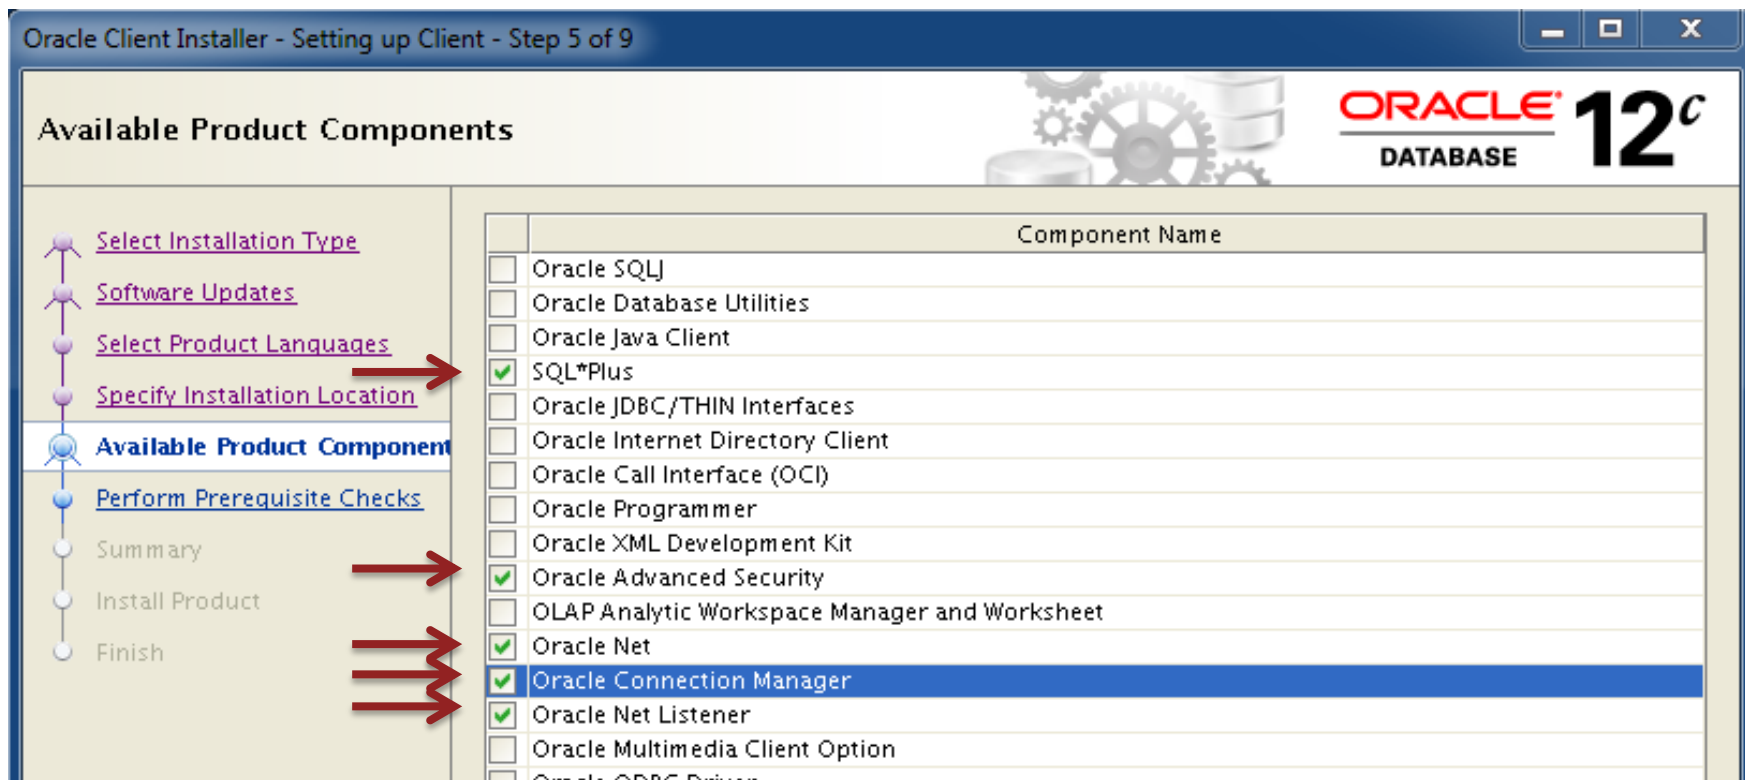 Oracle Client Installer - Setting up Client - Step 5 of 9
Available Product Components
ORACLE
DATABASE
12c
Select Installation Type
Software Updates
Select Product Languages
Specify Installation Location
Available Product Component
Perform Prerequisite Checks
Summary
Install Product
Finish
Component Name
Oracle SQLJ
Oracle Database Utilities
Oracle Java Client
SQL*Plus
Oracle JDBC/THIN Interfaces
Oracle Internet Directory Client
Oracle Call Interface (OCI)
Oracle Programmer
Oracle XML Development Kit
Oracle Advanced Security
OLAP Analytic Workspace Manager and Worksheet
Oracle Net
Oracle Connection Manager
Oracle Net Listener
Oracle Multimedia Client Option
Oracle ODBC Driver